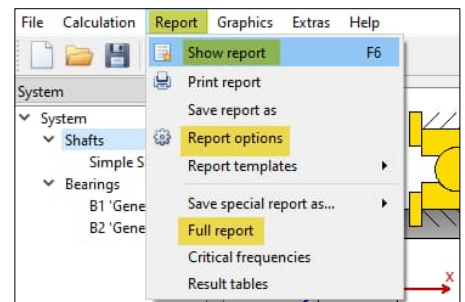 File Calculation Report Graphics Extras Help
Show report F6
Print report
Save report as
Report options
Report templates
Save special report as...
Full report
Critical frequencies
Result tables
System
System
Shafts
Simple S
Bearings
B1 'Gene
B2 'Gene
x